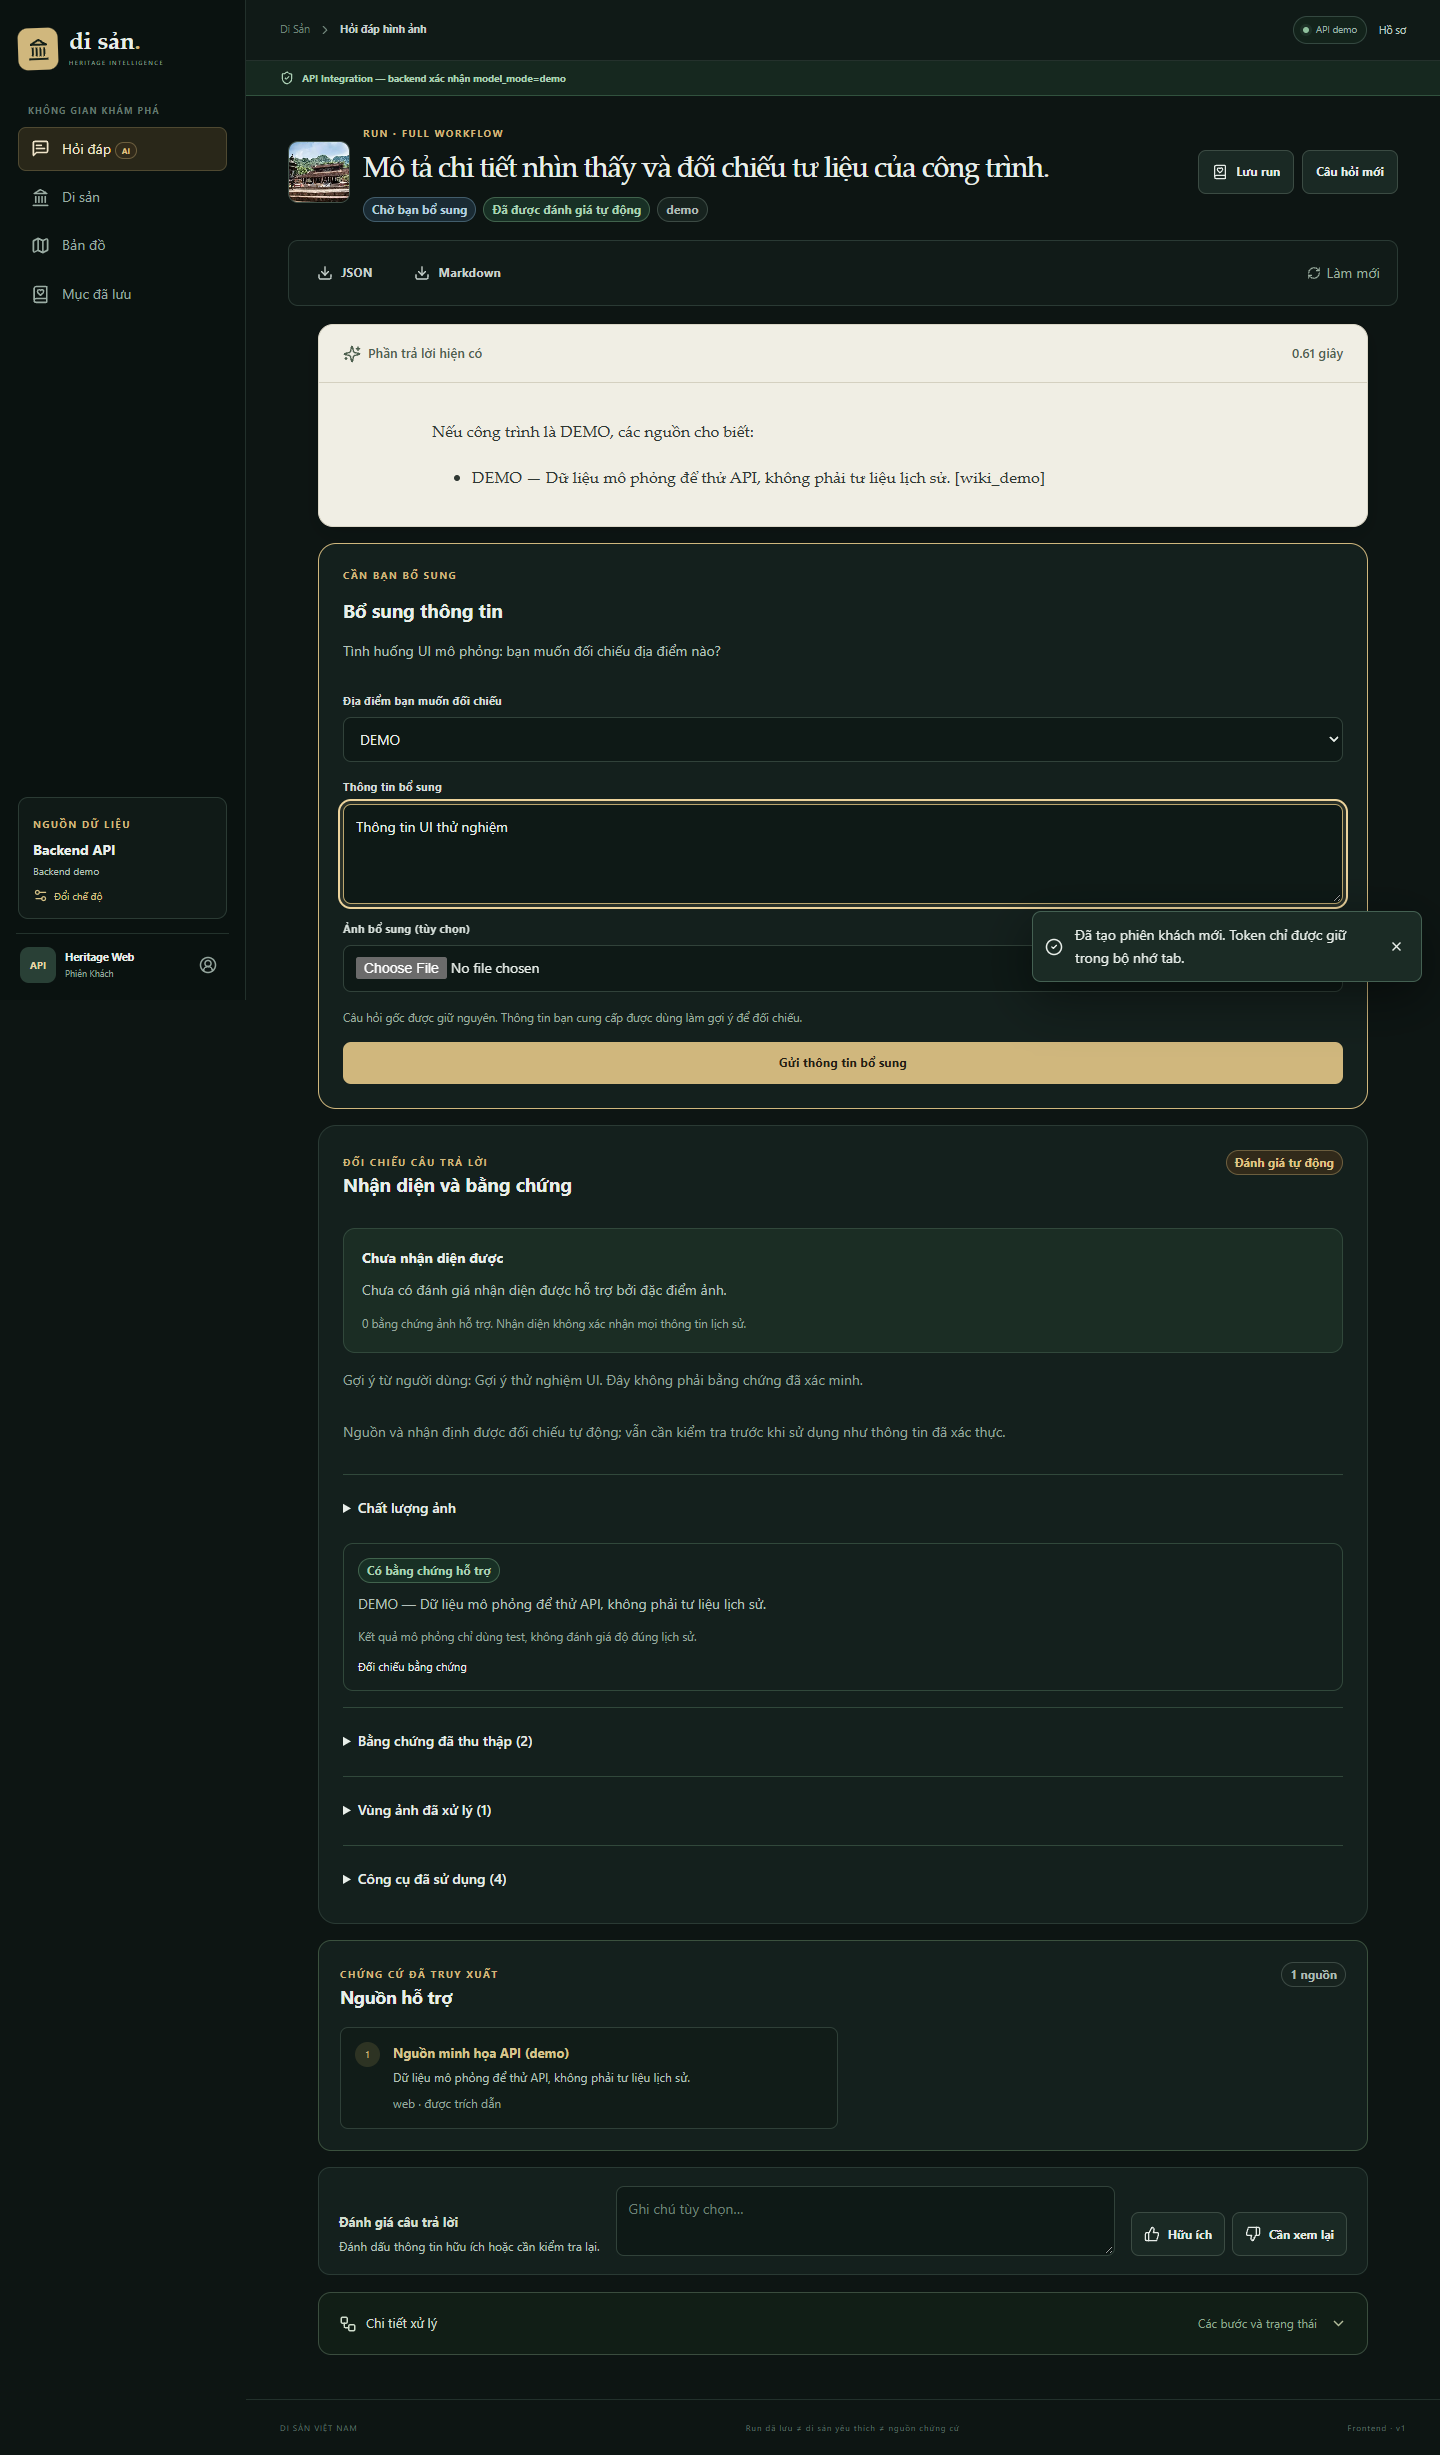 di sản.
HERITAGE INTELLIGENCE
KHÔNG GIAN KHÁM PHÁ
Hỏi đáp AI
Di sản
Bản đồ
Mục đã lưu
NGUỒN DỮ LIỆU
Backend API
Backend demo
Đổi chế độ
API
Heritage Web
Phiên Khách
Di Sản
Hỏi đáp hình ảnh
API demo
Hồ sơ
API Integration — backend xác nhận model_mode=demo
RUN · FULL WORKFLOW
Mô tả chi tiết nhìn thấy và đối chiếu tư liệu của công trình.
Chờ bạn bổ sung
Đã được đánh giá tự động
demo
Lưu run
Câu hỏi mới
JSON
Markdown
Làm mới
Phần trả lời hiện có
0.61 giây
Nếu công trình là DEMO, các nguồn cho biết:
• DEMO — Dữ liệu mô phỏng để thử API, không phải tư liệu lịch sử. [wiki_demo]
CẦN BẠN BỔ SUNG
Bổ sung thông tin
Tình huống UI mô phỏng: bạn muốn đối chiếu địa điểm nào?
Địa điểm bạn muốn đối chiếu
DEMO
Thông tin bổ sung
Thông tin UI thử nghiệm
Ảnh bổ sung (tùy chọn)
Choose File No file chosen
Đã tạo phiên khách mới. Token chỉ được giữ
trong bộ nhớ tab.
Câu hỏi gốc được giữ nguyên. Thông tin bạn cung cấp được dùng làm gợi ý để đối chiếu.
Gửi thông tin bổ sung
ĐỐI CHIẾU CÂU TRẢ LỜI
Đánh giá tự động
Nhận diện và bằng chứng
Chưa nhận diện được
Chưa có đánh giá nhận diện được hỗ trợ bởi đặc điểm ảnh.
0 bằng chứng ảnh hỗ trợ. Nhận diện không xác nhận mọi thông tin lịch sử.
Gợi ý từ người dùng: Gợi ý thử nghiệm UI. Đây không phải bằng chứng đã xác minh.
Nguồn và nhận định được đối chiếu tự động; vẫn cần kiểm tra trước khi sử dụng như thông tin đã xác thực.
Chất lượng ảnh
Có bằng chứng hỗ trợ
DEMO — Dữ liệu mô phỏng để thử API, không phải tư liệu lịch sử.
Kết quả mô phỏng chỉ dùng test, không đánh giá độ đúng lịch sử.
Đối chiếu bằng chứng
Bằng chứng đã thu thập (2)
Vùng ảnh đã xử lý (1)
Công cụ đã sử dụng (4)
CHỨNG CỨ ĐÃ TRUY XUẤT
1 nguồn
Nguồn hỗ trợ
1
Nguồn minh họa API (demo)
Dữ liệu mô phỏng để thử API, không phải tư liệu lịch sử.
web · được trích dẫn
Đánh giá câu trả lời
Đánh dấu thông tin hữu ích hoặc cần kiểm tra lại.
Ghi chú tùy chọn...
Hữu ích
Cần xem lại
Chi tiết xử lý
Các bước và trạng thái
DI SẢN VIỆT NAM
Run đã lưu ≠ di sản yêu thích ≠ nguồn chứng cứ
Frontend · v1